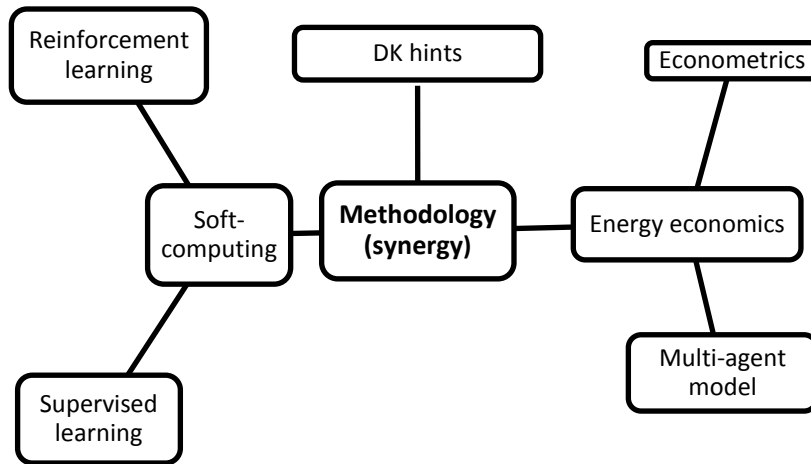 Reinforcement
learning
DK hints
Econometrics
Soft-
computing
Methodology
(synergy)
Energy economics
Supervised
learning
Multi-agent
model